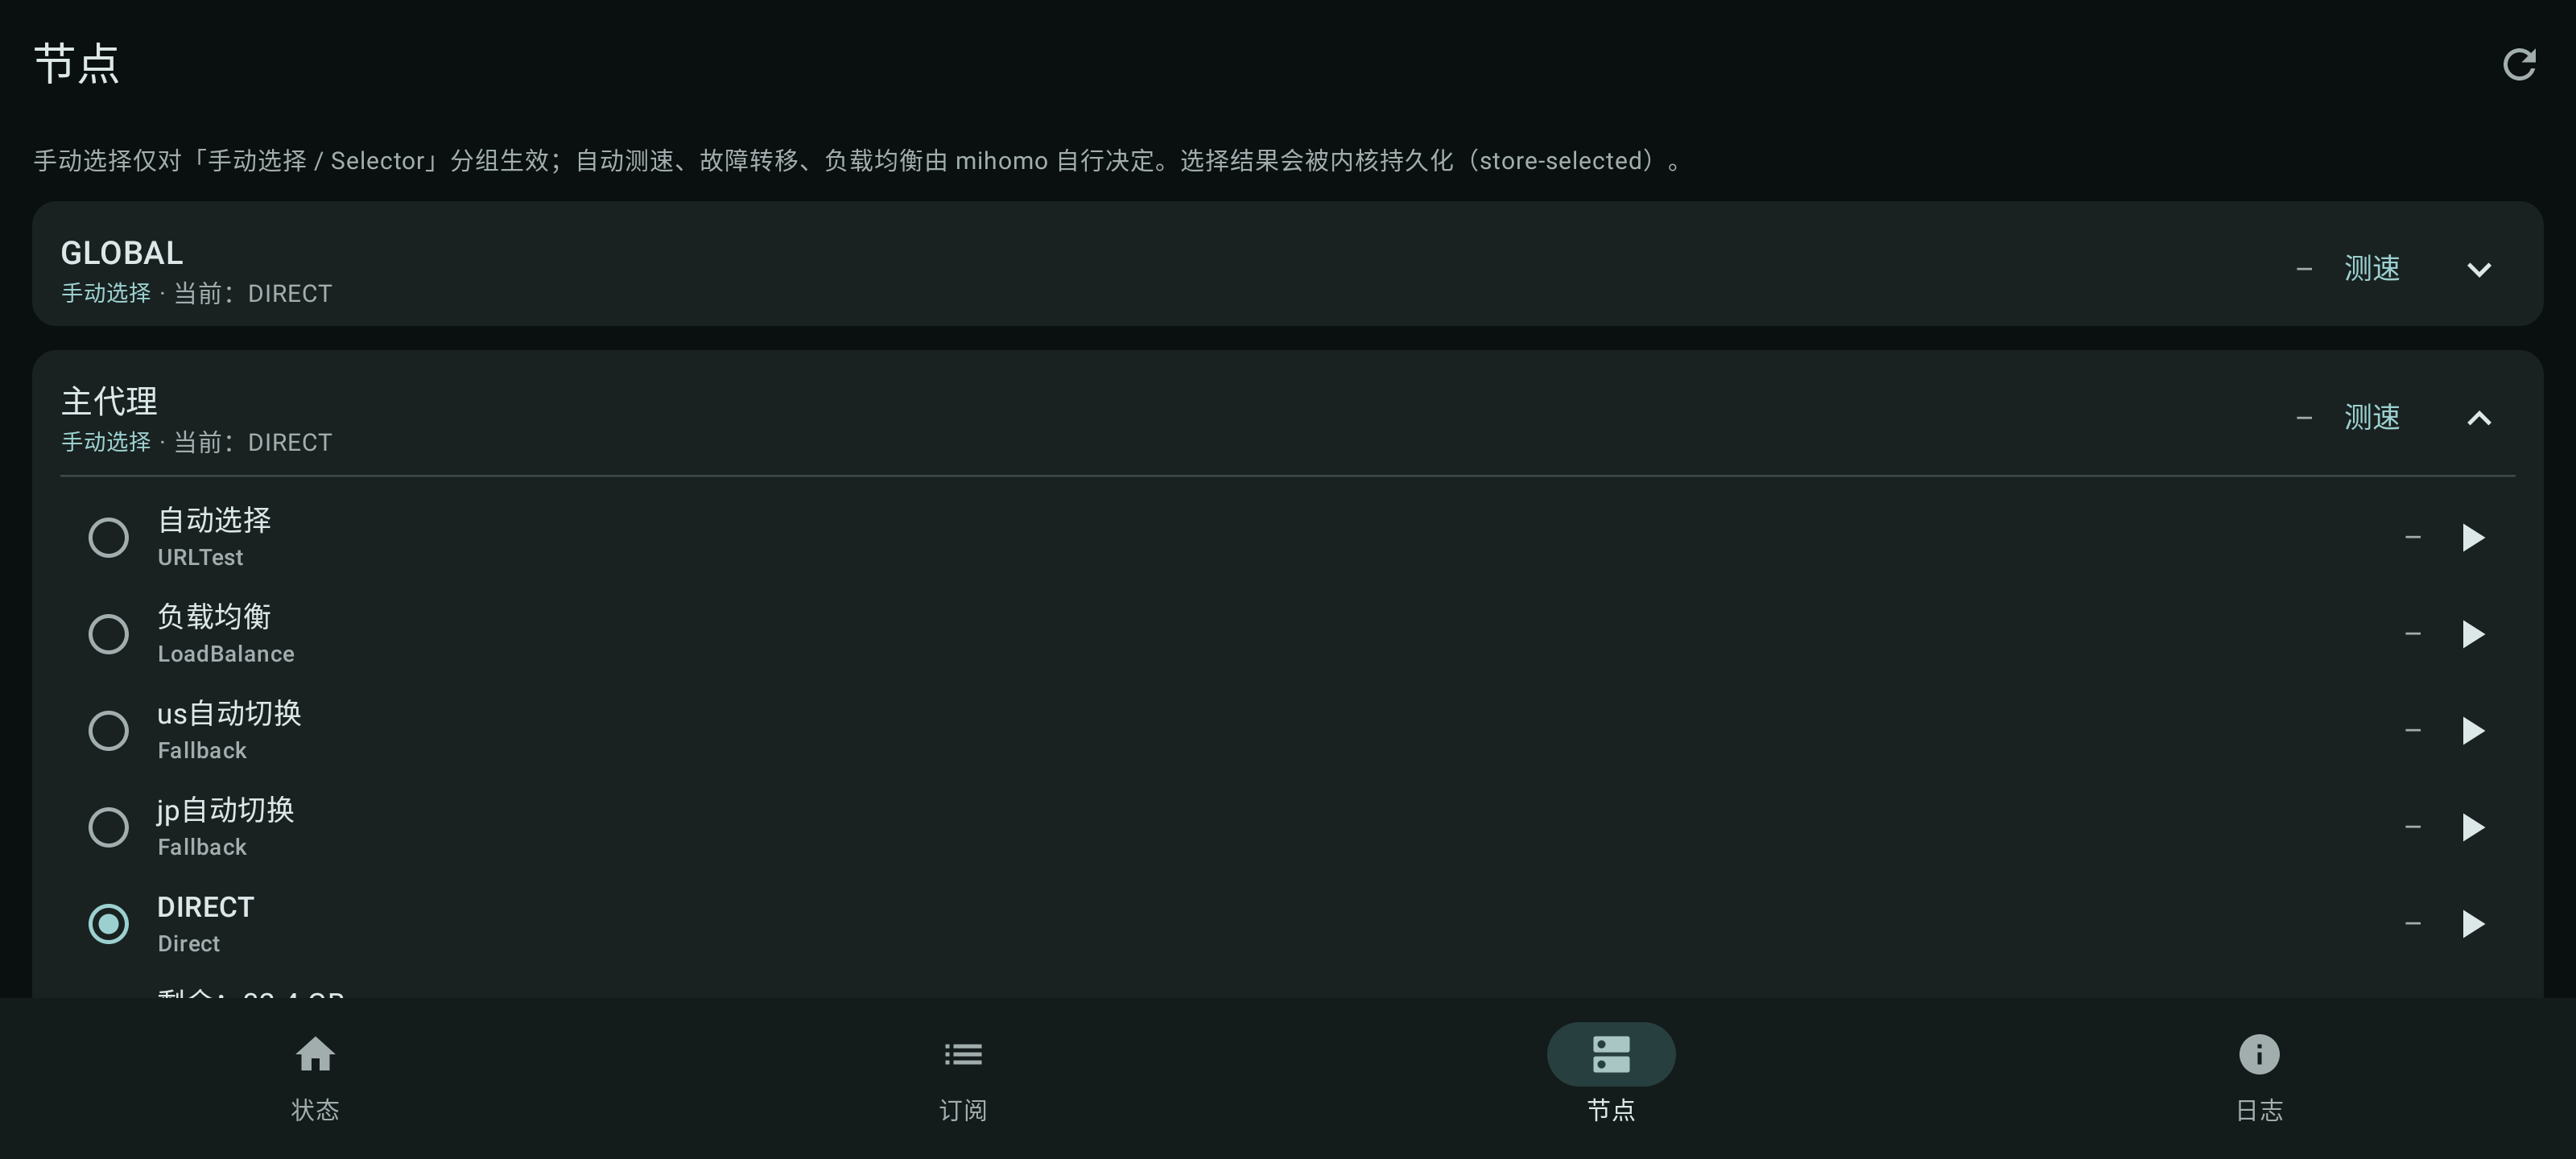 节点
手动选择仅对「手动选择 / Selector」分组生效；自动测速、故障转移、负载均衡由 mihomo 自行决定。选择结果会被内核持久化（store-selected）。
GLOBAL
手动选择 · 当前：DIRECT
– 测速
主代理
手动选择 · 当前：DIRECT
– 测速
自动选择
URLTest
–
负载均衡
LoadBalance
–
us自动切换
Fallback
–
jp自动切换
Fallback
–
DIRECT
Direct
–
状态
订阅
节点
日志